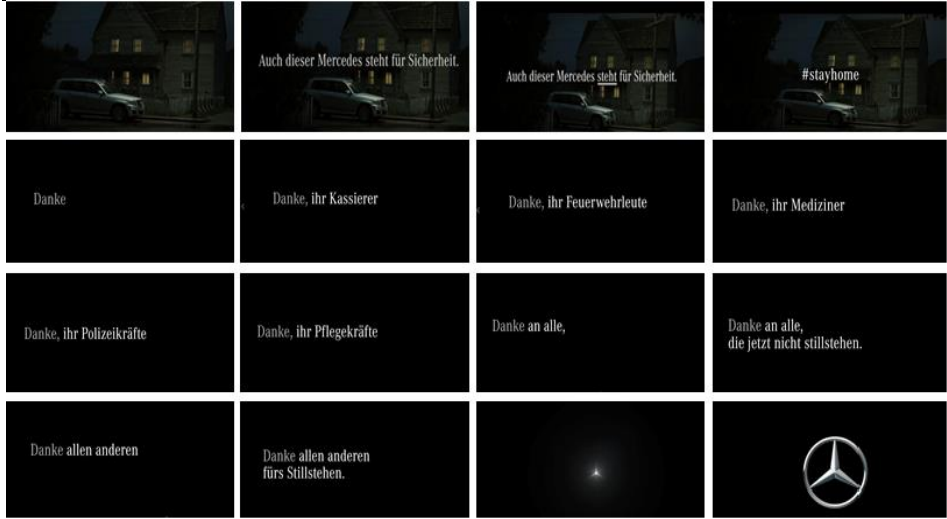 Auch dieser Mercedes steht für Sicherheit.
Auch dieser Mercedes steht für Sicherheit.
#stayhome
Danke
Danke, ihr Kassierer
Danke, ihr Feuerwehrleute
Danke, ihr Mediziner
Danke, ihr Polizeikräfte
Danke, ihr Pflegekräfte
Danke an alle,
Danke an alle,
die jetzt nicht stillstehen.
Danke allen anderen
Danke allen anderen
fürs Stillstehen.